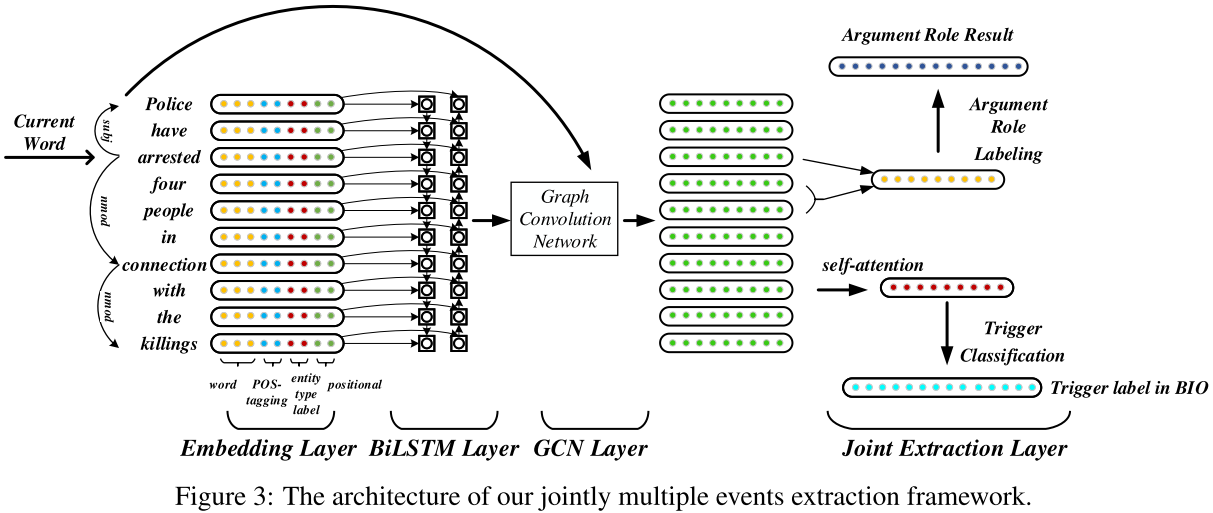 Argument Role Result
Current
Word
Police
have
arrested
four
people
in
connection
with
the
killings
nsubj
nmod
nmod
Graph
Convolution
Network
Argument
Role
Labeling
self-attention
Trigger
Classification
Trigger label in BIO
word
POS-
tagging
entity
type
label
positional
Embedding Layer
BiLSTM Layer
GCN Layer
Joint Extraction Layer
Figure 3: The architecture of our jointly multiple events extraction framework.